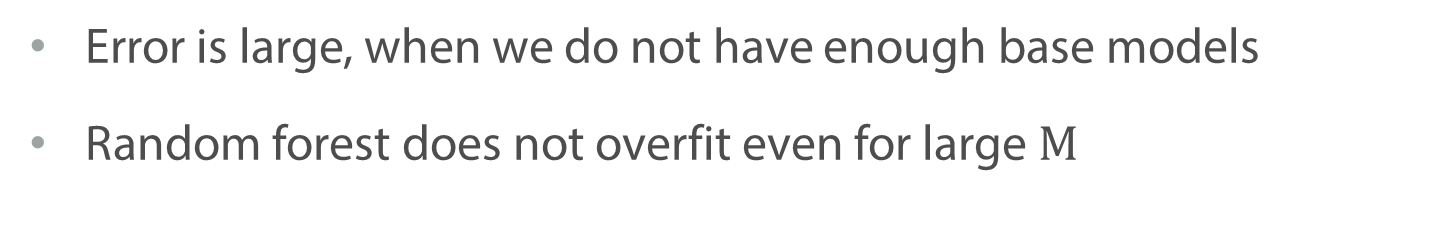 • Error is large, when we do not have enough base models
• Random forest does not overfit even for large M